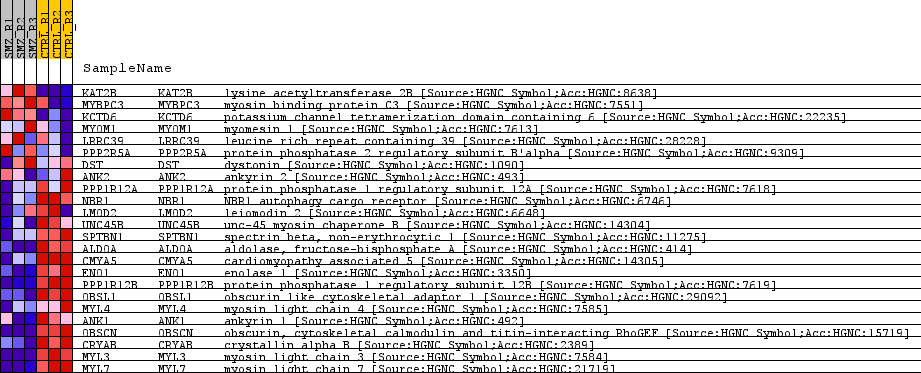 SMZ_R1 SMZ_R2 SMZ_R3 CTRL_R1 CTRL_R2 CTRL_R3
SampleName
KAT2B KAT2B lysine acetyltransferase 2B [Source:HGNC Symbol;Acc:HGNC:8638]
MYBPC3 MYBPC3 myosin binding protein C3 [Source:HGNC Symbol;Acc:HGNC:7551]
KCTD6 KCTD6 potassium channel tetramerization domain containing 6 [Source:HGNC Symbol;Acc:HGNC:22235]
MYOM1 MYOM1 myomesin 1 [Source:HGNC Symbol;Acc:HGNC:7613]
LRRC39 LRRC39 leucine rich repeat containing 39 [Source:HGNC Symbol;Acc:HGNC:28228]
PPP2R5A PPP2R5A protein phosphatase 2 regulatory subunit B'alpha [Source:HGNC Symbol;Acc:HGNC:9309]
DST DST dystonin [Source:HGNC Symbol;Acc:HGNC:1090]
ANK2 ANK2 ankyrin 2 [Source:HGNC Symbol;Acc:HGNC:493]
PPP1R12A PPP1R12A protein phosphatase 1 regulatory subunit 12A [Source:HGNC Symbol;Acc:HGNC:7618]
NBR1 NBR1 NBR1 autophagy cargo receptor [Source:HGNC Symbol;Acc:HGNC:6746]
LMOD2 LMOD2 leiomodin 2 [Source:HGNC Symbol;Acc:HGNC:6648]
UNC45B UNC45B unc-45 myosin chaperone B [Source:HGNC Symbol;Acc:HGNC:14304]
SPTBN1 SPTBN1 spectrin beta, non-erythrocytic 1 [Source:HGNC Symbol;Acc:HGNC:11275]
ALDOA ALDOA aldolase, fructose-bisphosphate A [Source:HGNC Symbol;Acc:HGNC:414]
CMYA5 CMYA5 cardiomyopathy associated 5 [Source:HGNC Symbol;Acc:HGNC:14305]
ENO1 ENO1 enolase 1 [Source:HGNC Symbol;Acc:HGNC:3350]
PPP1R12B PPP1R12B protein phosphatase 1 regulatory subunit 12B [Source:HGNC Symbol;Acc:HGNC:7619]
OBSL1 OBSL1 obscurin like cytoskeletal adaptor 1 [Source:HGNC Symbol;Acc:HGNC:29092]
MYL4 MYL4 myosin light chain 4 [Source:HGNC Symbol;Acc:HGNC:7585]
ANK1 ANK1 ankyrin 1 [Source:HGNC Symbol;Acc:HGNC:492]
OBSCN OBSCN obscurin, cytoskeletal calmodulin and titin-interacting RhoGEF [Source:HGNC Symbol;Acc:HGNC:15719]
CRYAB CRYAB crystallin alpha B [Source:HGNC Symbol;Acc:HGNC:2389]
MYL3 MYL3 myosin light chain 3 [Source:HGNC Symbol;Acc:HGNC:7584]
MYL7 MYL7 myosin light chain 7 [Source:HGNC Symbol;Acc:HGNC:21719]